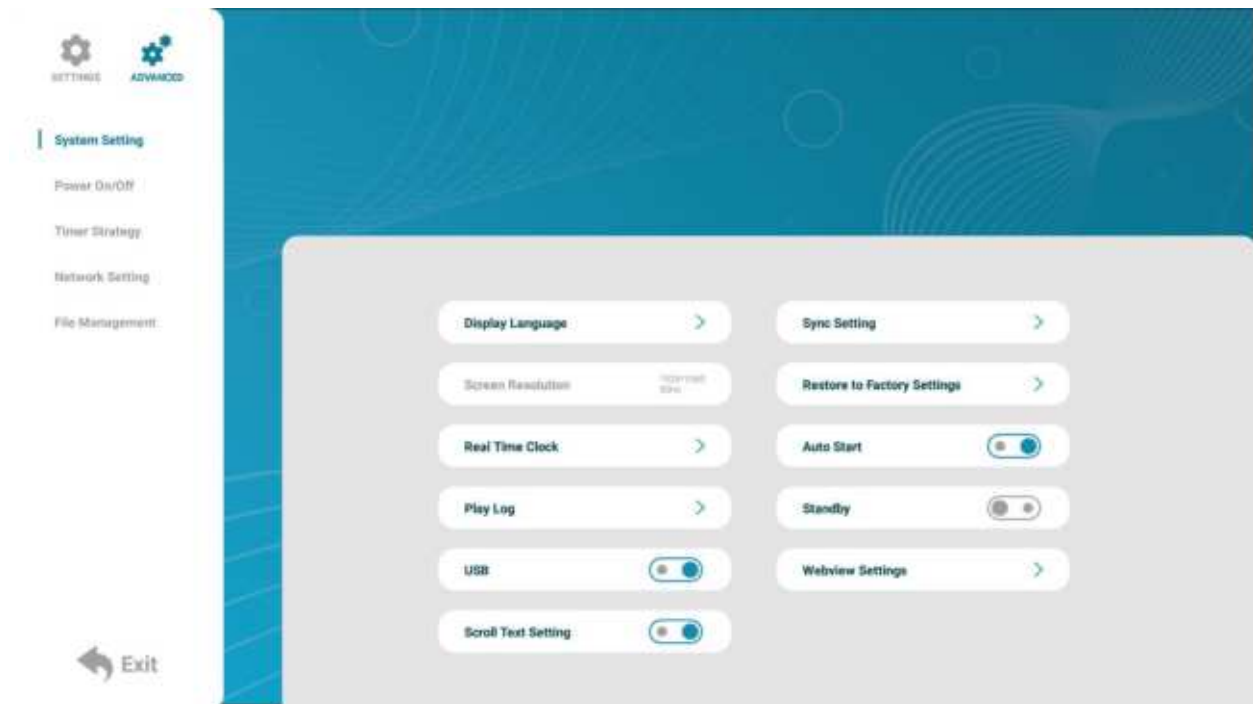 SETTINGS
ADVANCED
System Setting
Power On/Off
Timer Strategy
Network Setting
File Management
Exit
Display Language
Screen Resolution
Real Time Clock
Play Log
USB
Scroll Text Setting
Sync Setting
Restore to Factory Settings
Auto Start
Standby
Webview Settings